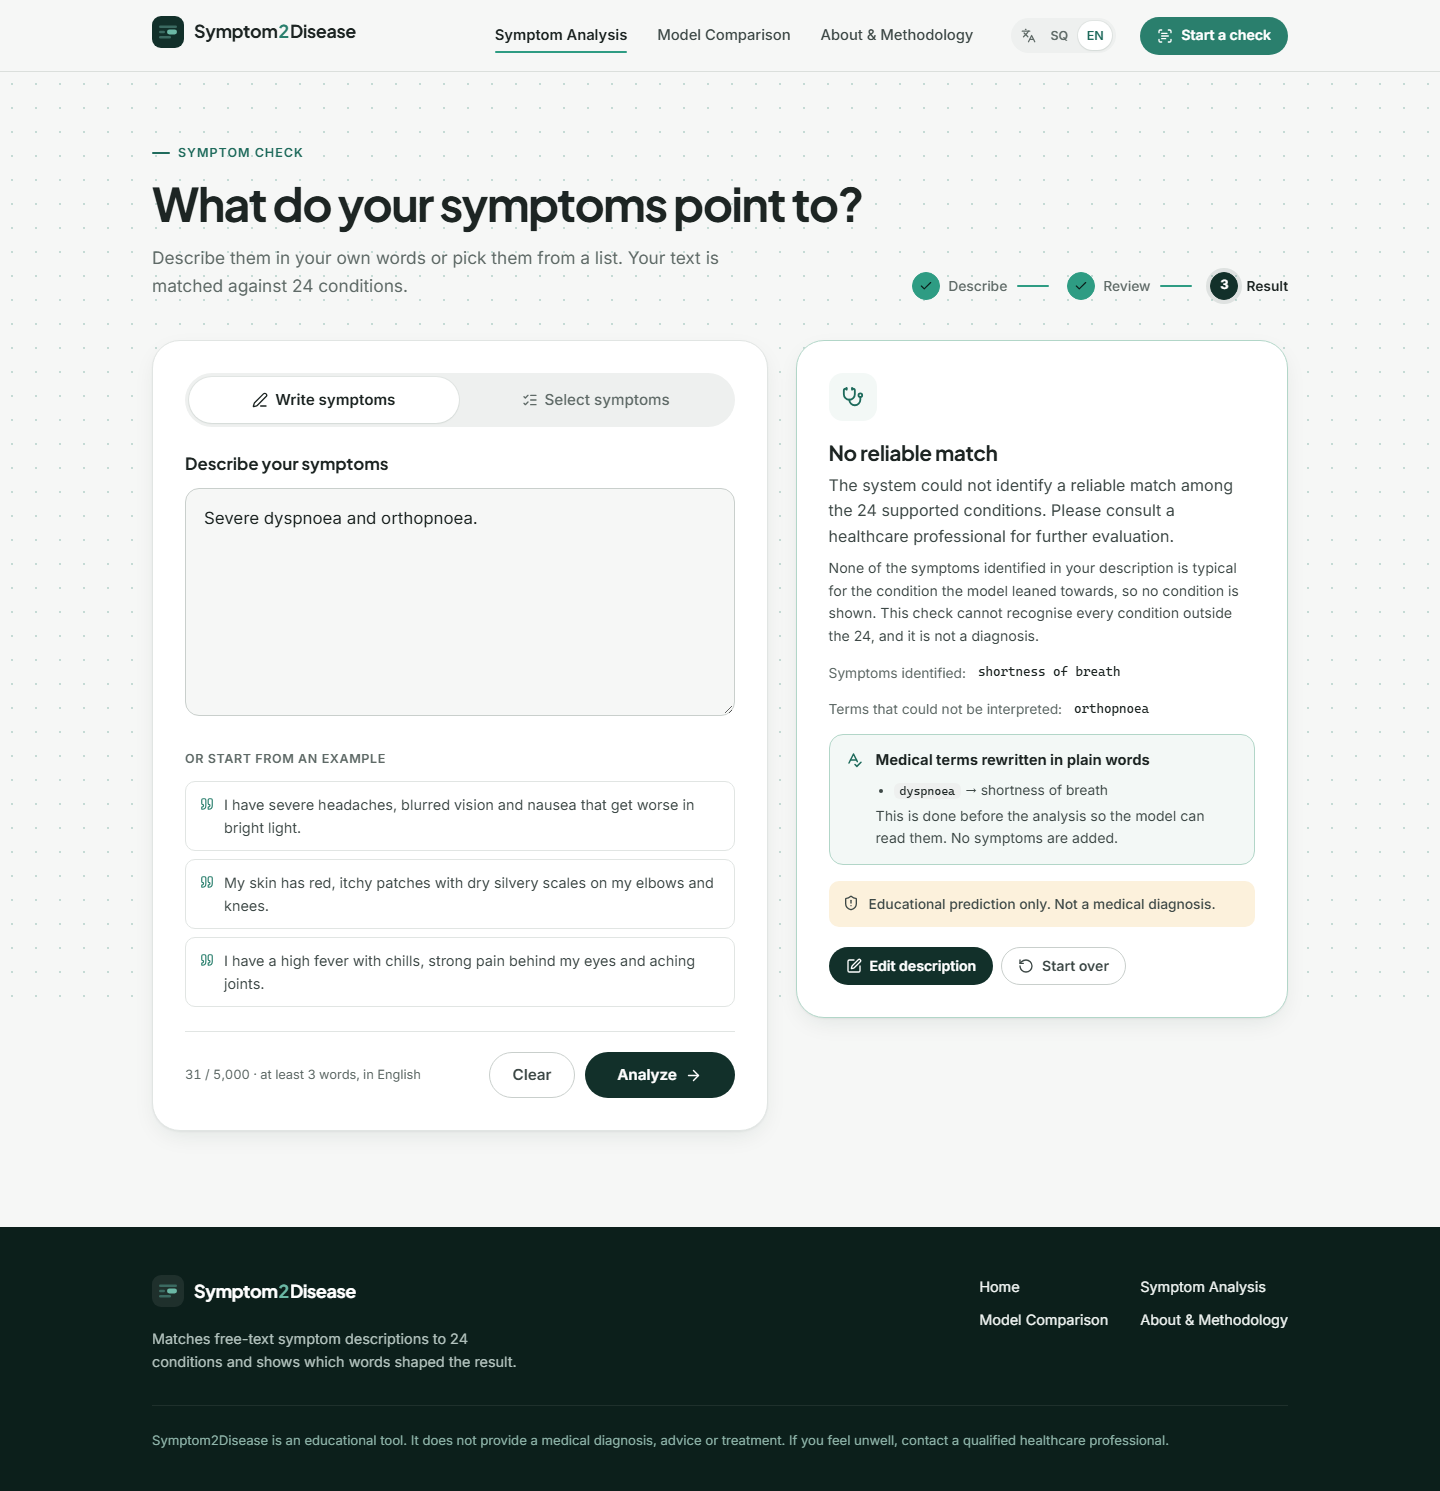 Symptom2Disease
Symptom Analysis
Model Comparison
About & Methodology
SQ
EN
Start a check
SYMPTOM CHECK
What do your symptoms point to?
Describe them in your own words or pick them from a list. Your text is
matched against 24 conditions.
Describe
Review
3
Result
Write symptoms
Select symptoms
Describe your symptoms
Severe dyspnoea and orthopnoea.
OR START FROM AN EXAMPLE
I have severe headaches, blurred vision and nausea that get worse in
bright light.
My skin has red, itchy patches with dry silvery scales on my elbows and
knees.
I have a high fever with chills, strong pain behind my eyes and aching
joints.
31 / 5,000 · at least 3 words, in English
Clear
Analyze
No reliable match
The system could not identify a reliable match among
the 24 supported conditions. Please consult a
healthcare professional for further evaluation.
None of the symptoms identified in your description is typical
for the condition the model leaned towards, so no condition is
shown. This check cannot recognise every condition outside
the 24, and it is not a diagnosis.
Symptoms identified: shortness of breath
Terms that could not be interpreted: orthopnoea
Medical terms rewritten in plain words
• dyspnoea → shortness of breath
This is done before the analysis so the model can
read them. No symptoms are added.
Educational prediction only. Not a medical diagnosis.
Edit description
Start over
Symptom2Disease
Matches free-text symptom descriptions to 24
conditions and shows which words shaped the result.
Home
Symptom Analysis
Model Comparison
About & Methodology
Symptom2Disease is an educational tool. It does not provide a medical diagnosis, advice or treatment. If you feel unwell, contact a qualified healthcare professional.